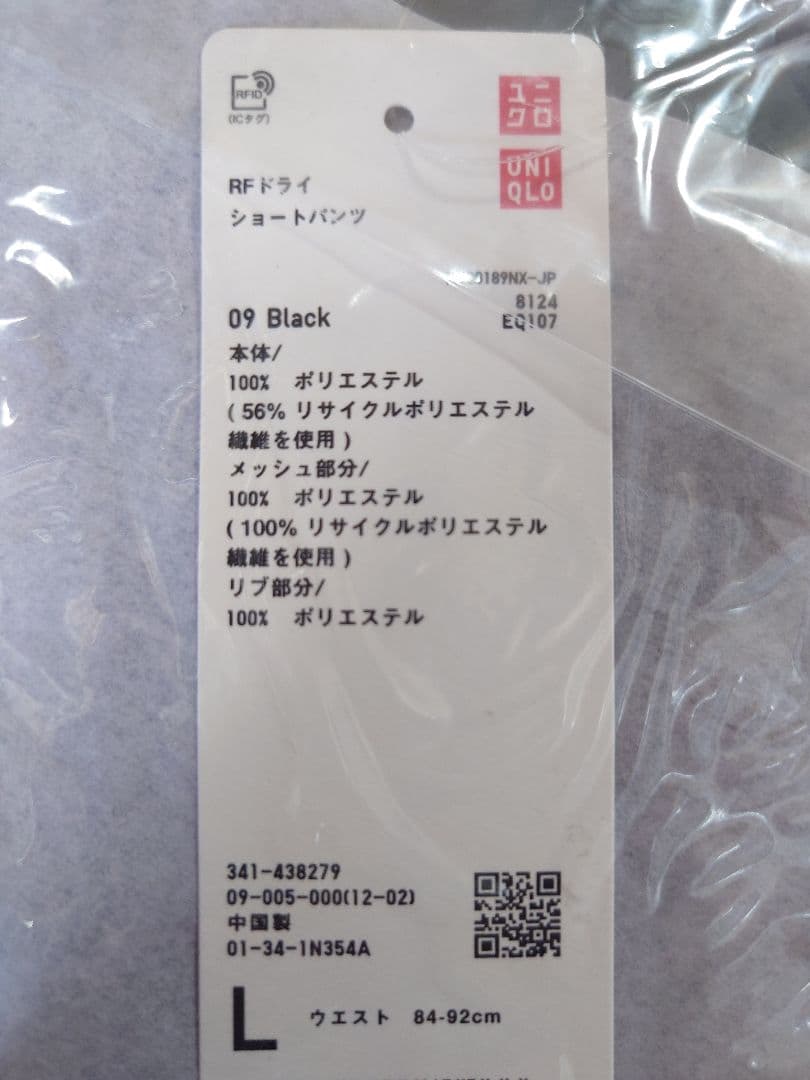 RFID
(ICタグ)
ユニ
クロ
UNI
QLO
RFドライ
ショートパンツ
0189NX-JP
8124
EQ107
09 Black
本体/
100% ポリエステル
( 56% リサイクルポリエステル
繊維を使用 )
メッシュ部分/
100% ポリエステル
( 100% リサイクルポリエステル
繊維を使用 )
リブ部分/
100% ポリエステル
341-438279
09-005-000(12-02)
中国製
01-34-1N354A
L ウエスト 84-92cm